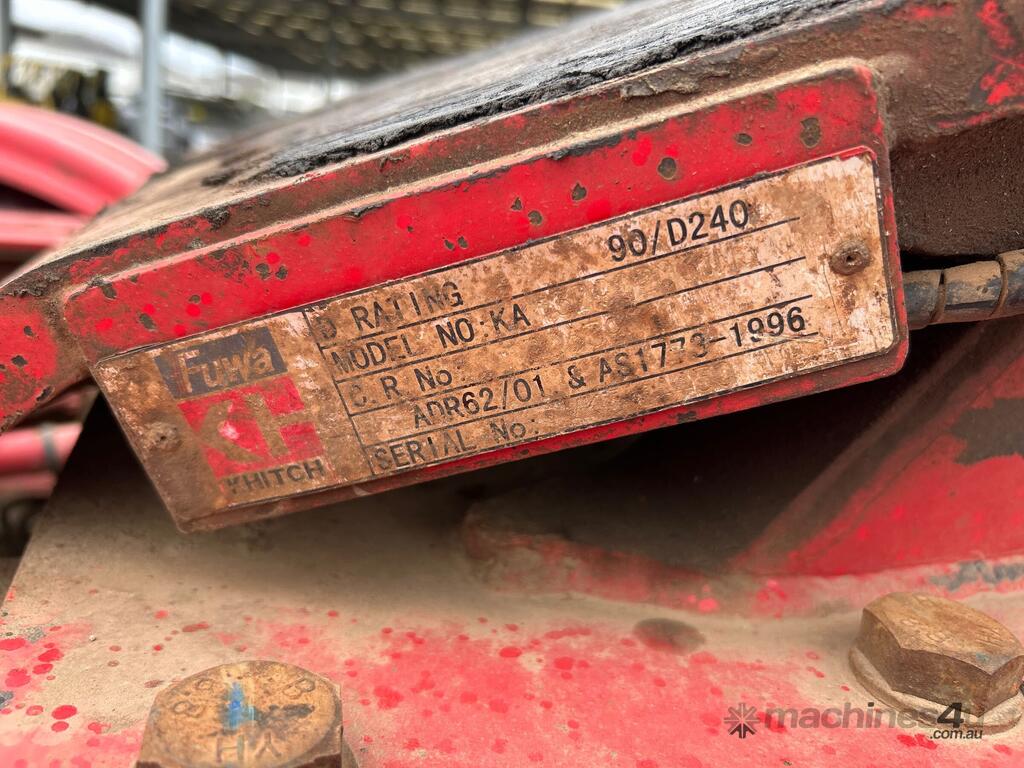 Fuwa
KH
KHITCH
D RATING 90/D240
MODEL NO:KA
C. R. No:
ADR62/01 & AS1773-1996
SERIAL No:
machines4u
.com.au